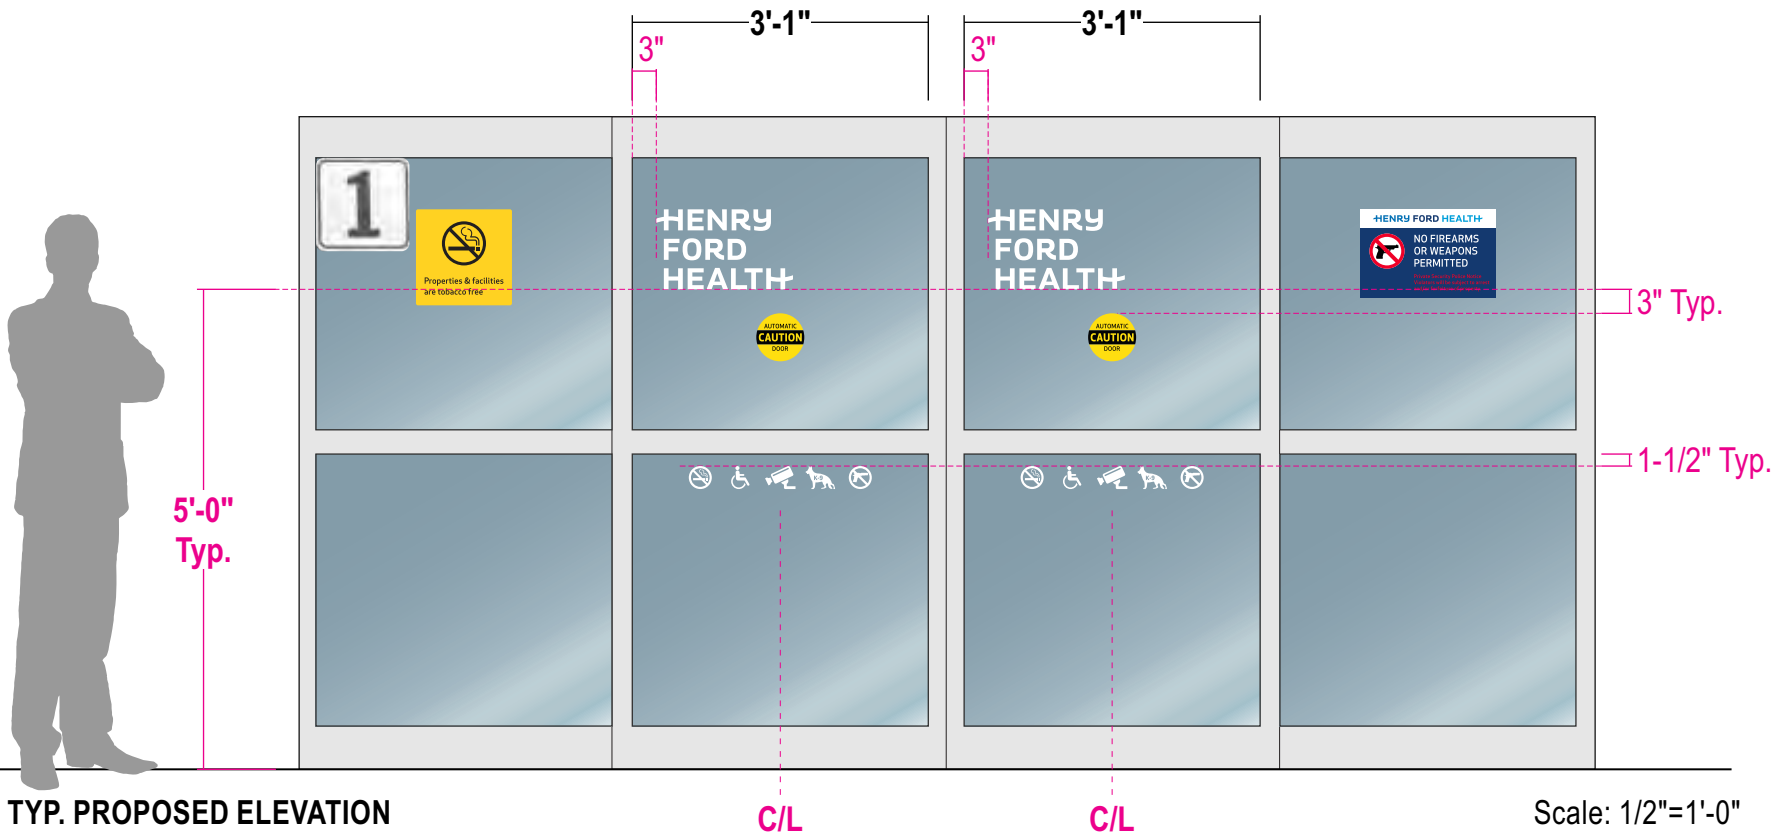 3'-1"
3'-1"
3"
3"
1
HENRY
FORD
HEALTH
HENRY
FORD
HEALTH
HENRY FORD HEALTH
NO FIREARMS
OR WEAPONS
PERMITTED
Properties & facilities
are tobacco free
3" Typ.
AUTOMATIC
CAUTION
DOOR
AUTOMATIC
CAUTION
DOOR
1-1/2" Typ.
5'-0"
Typ.
TYP. PROPOSED ELEVATION
C/L
C/L
Scale: 1/2"=1'-0"